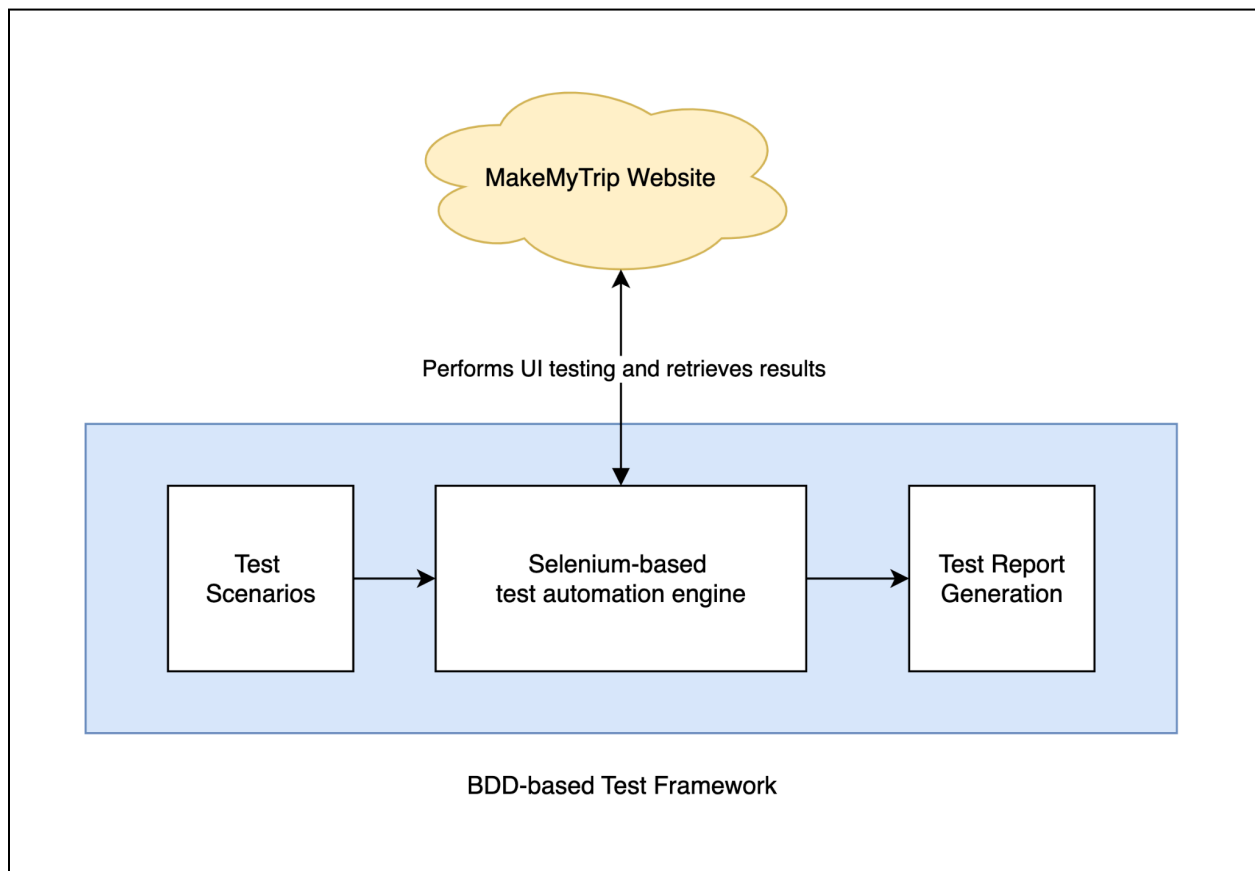 MakeMyTrip Website
Performs UI testing and retrieves results
Test
Scenarios
Selenium-based
test automation engine
Test Report
Generation
BDD-based Test Framework